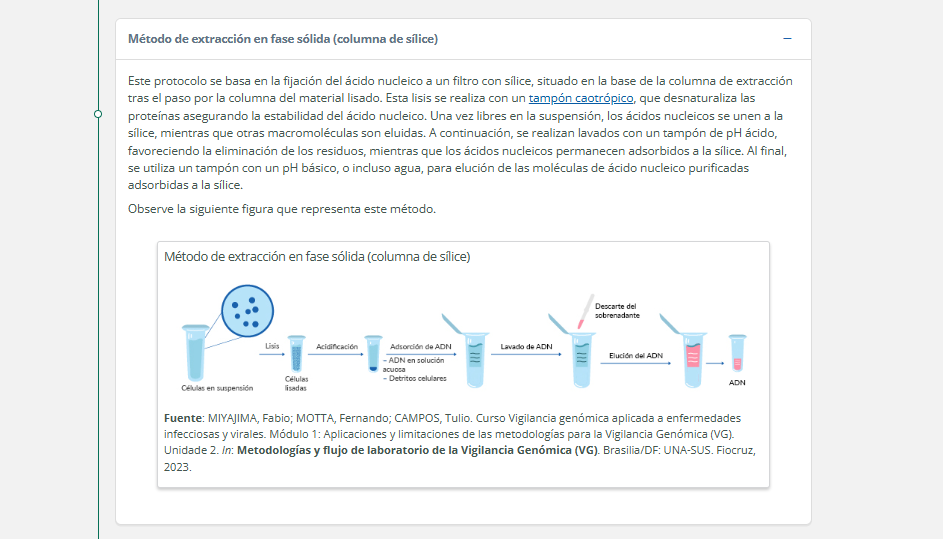 Método de extracción en fase sólida (columna de sílice)
Este protocolo se basa en la fijación del ácido nucleico a un filtro con sílice, situado en la base de la columna de extracción
tras el paso por la columna del material lisado. Esta lisis se realiza con un tampón caotrópico, que desnaturaliza las
proteínas asegurando la estabilidad del ácido nucleico. Una vez libres en la suspensión, los ácidos nucleicos se unen a la
sílice, mientras que otras macromoléculas son eluidas. A continuación, se realizan lavados con un tampón de pH ácido,
favoreciendo la eliminación de los residuos, mientras que los ácidos nucleicos permanecen adsorbidos a la sílice. Al final,
se utiliza un tampón con un pH básico, o incluso agua, para elución de las moléculas de ácido nucleico purificadas
adsorbidas a la sílice.
Observe la siguiente figura que representa este método.
Método de extracción en fase sólida (columna de sílice)
Células en suspensión
Lisis
Células
lisadas
Acidificación
Adsorción de ADN
- ADN en solución
acuosa
- Detritos celulares
Lavado de ADN
Descarte del
sobrenadante
Elución del ADN
ADN
Fuente: MIYAJIMA, Fabio; MOTTA, Fernando; CAMPOS, Tulio. Curso Vigilancia genómica aplicada a enfermedades
infecciosas y virales. Módulo 1: Aplicaciones y limitaciones de las metodologías para la Vigilancia Genómica (VG).
Unidade 2. In: Metodologías y flujo de laboratorio de la Vigilancia Genómica (VG). Brasilia/DF: UNA-SUS. Fiocruz,
2023.